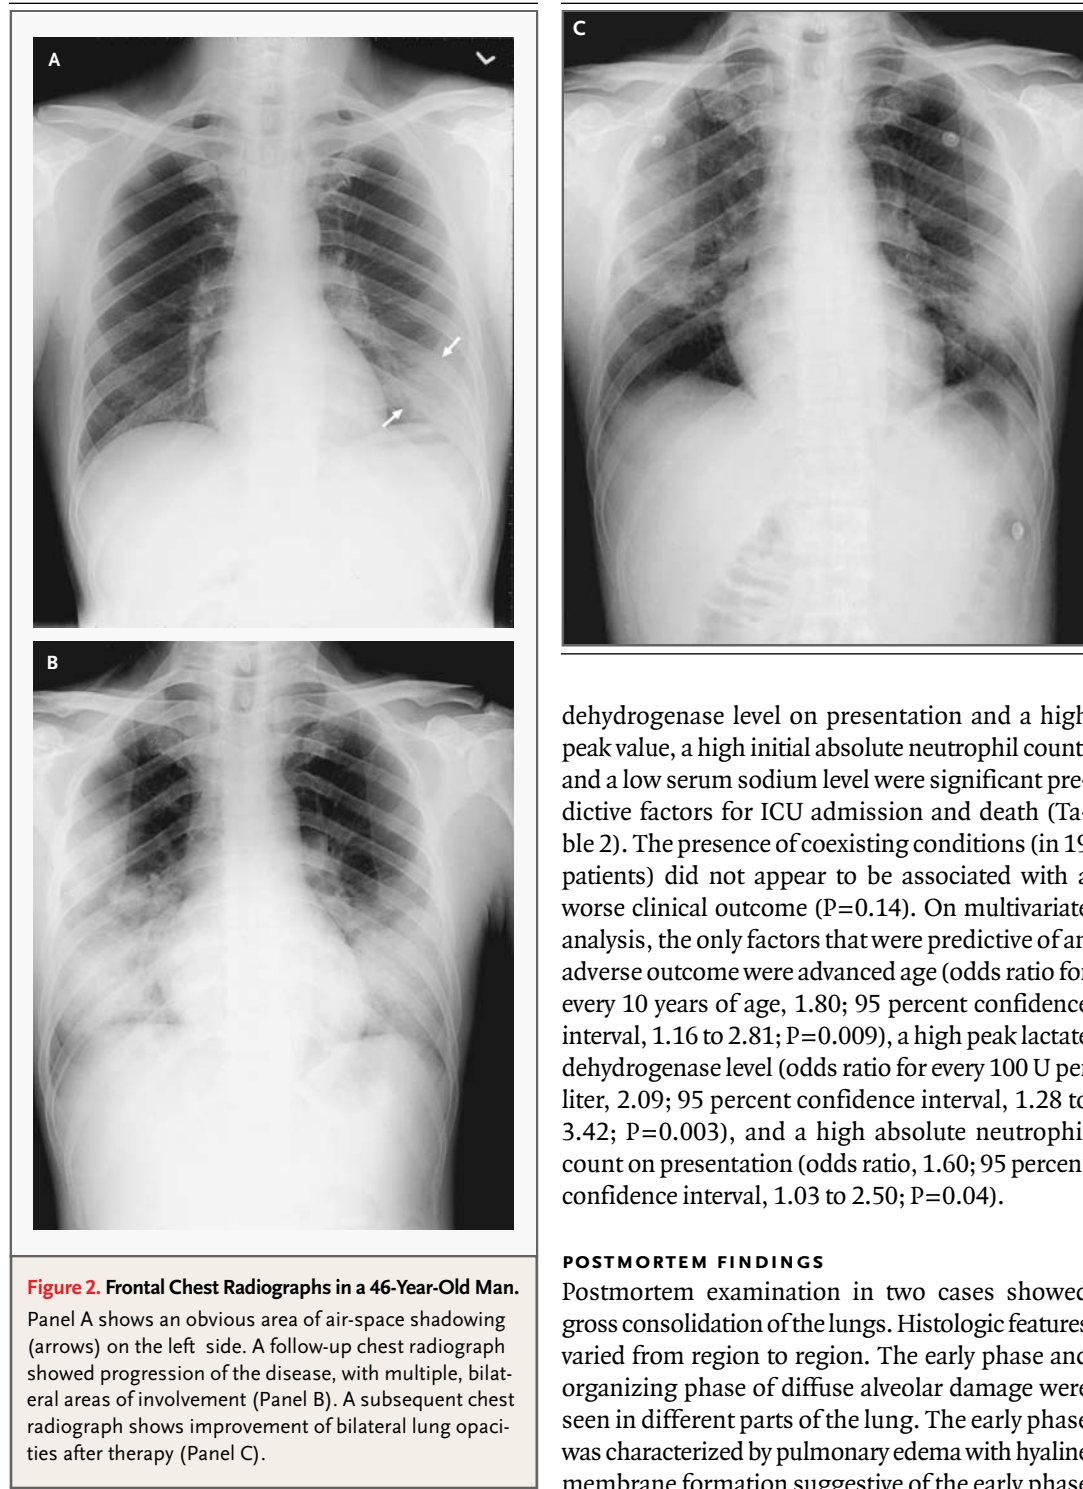 A
B
Figure 2. Frontal Chest Radiographs in a 46-Year-Old Man.
Panel A shows an obvious area of air-space shadowing
(arrows) on the left side. A follow-up chest radiograph
showed progression of the disease, with multiple, bilat-
eral areas of involvement (Panel B). A subsequent chest
radiograph shows improvement of bilateral lung opaci-
ties after therapy (Panel C).
C
dehydrogenase level on presentation and a high
peak value, a high initial absolute neutrophil count
and a low serum sodium level were significant pre-
dictive factors for ICU admission and death (Ta-
ble 2). The presence of coexisting conditions (in 19
patients) did not appear to be associated with a
worse clinical outcome (P=0.14). On multivariate
analysis, the only factors that were predictive of an
adverse outcome were advanced age (odds ratio for
every 10 years of age, 1.80; 95 percent confidence
interval, 1.16 to 2.81; P=0.009), a high peak lactate
dehydrogenase level (odds ratio for every 100 U per
liter, 2.09; 95 percent confidence interval, 1.28 to
3.42; P=0.003), and a high absolute neutrophil
count on presentation (odds ratio, 1.60; 95 percent
confidence interval, 1.03 to 2.50; P=0.04).
POSTMORTEM FINDINGS
Postmortem examination in two cases showed
gross consolidation of the lungs. Histologic features
varied from region to region. The early phase and
organizing phase of diffuse alveolar damage were
seen in different parts of the lung. The early phase
was characterized by pulmonary edema with hyaline
membrane formation suggestive of the early phase